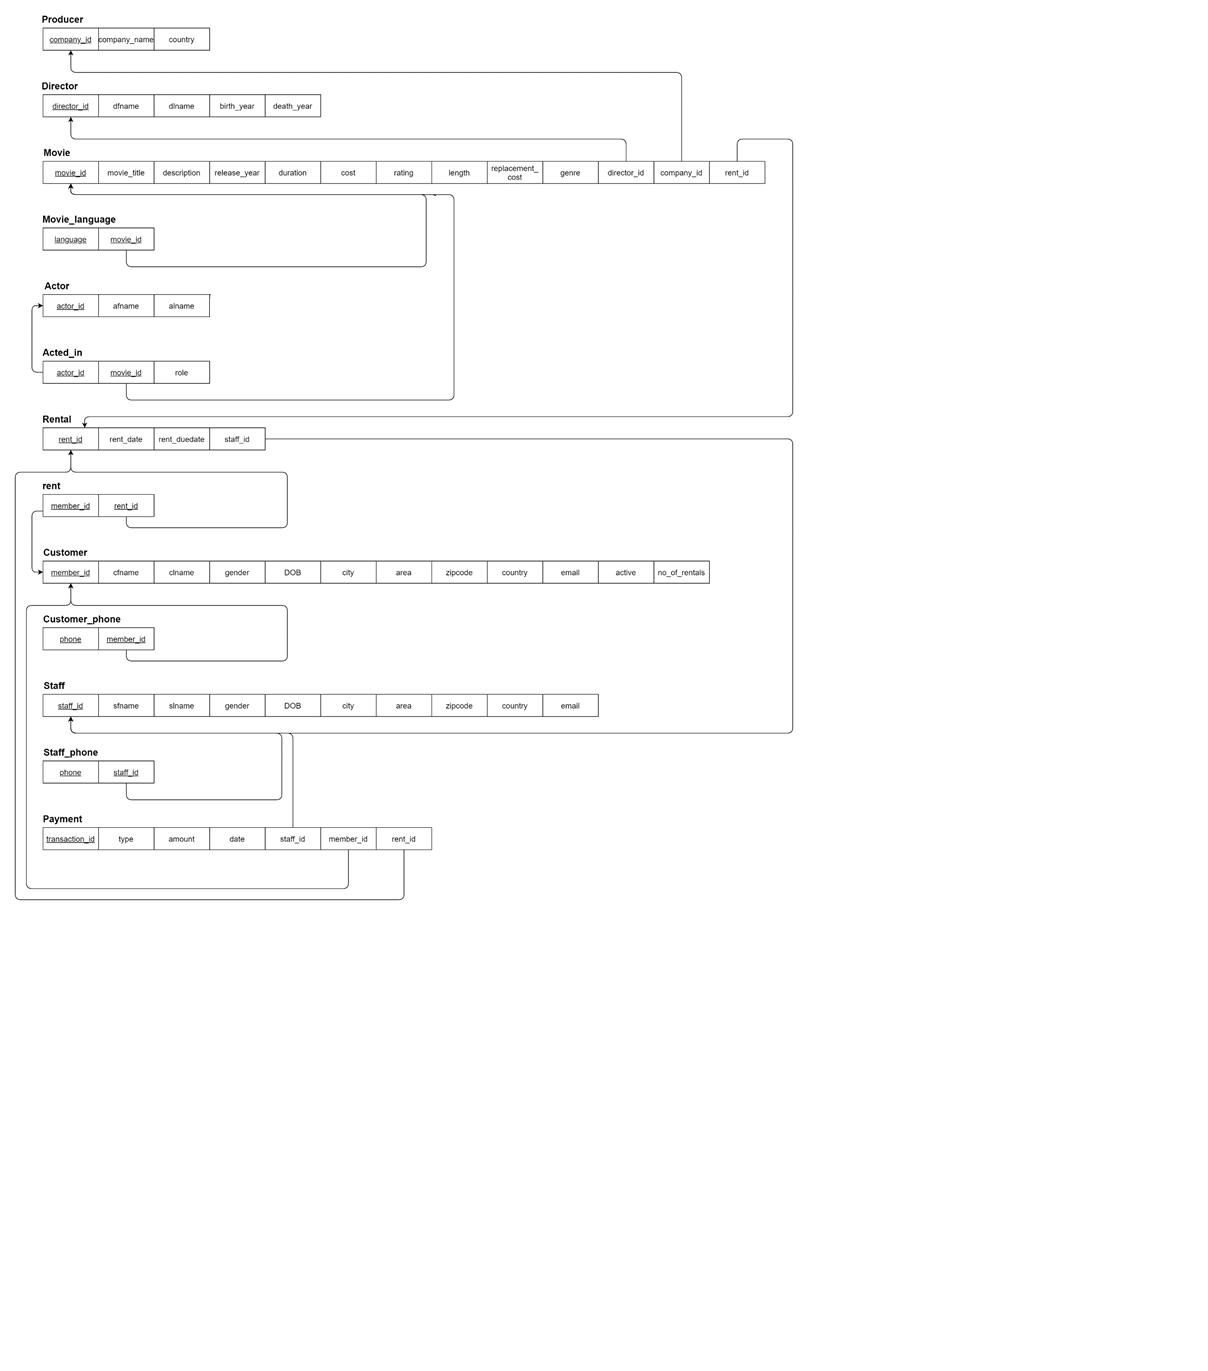 Producer
company_id company_name country
Director
director_id dfname dlname birth_year death_year
Movie
movie_id movie_title description release_year duration cost rating length replacement_ cost genre director_id company_id rent_id
Movie_language
language movie_id
Actor
actor_id afname alname
Acted_in
actor_id movie_id role
Rental
rent_id rent_date rent_duedate staff_id
rent
member_id rent_id
Customer
member_id cfname clname gender DOB city area zipcode country email active no_of_rentals
Customer_phone
phone member_id
Staff
staff_id sfname slname gender DOB city area zipcode country email
Staff_phone
phone staff_id
Payment
transaction_id type amount date staff_id member_id rent_id